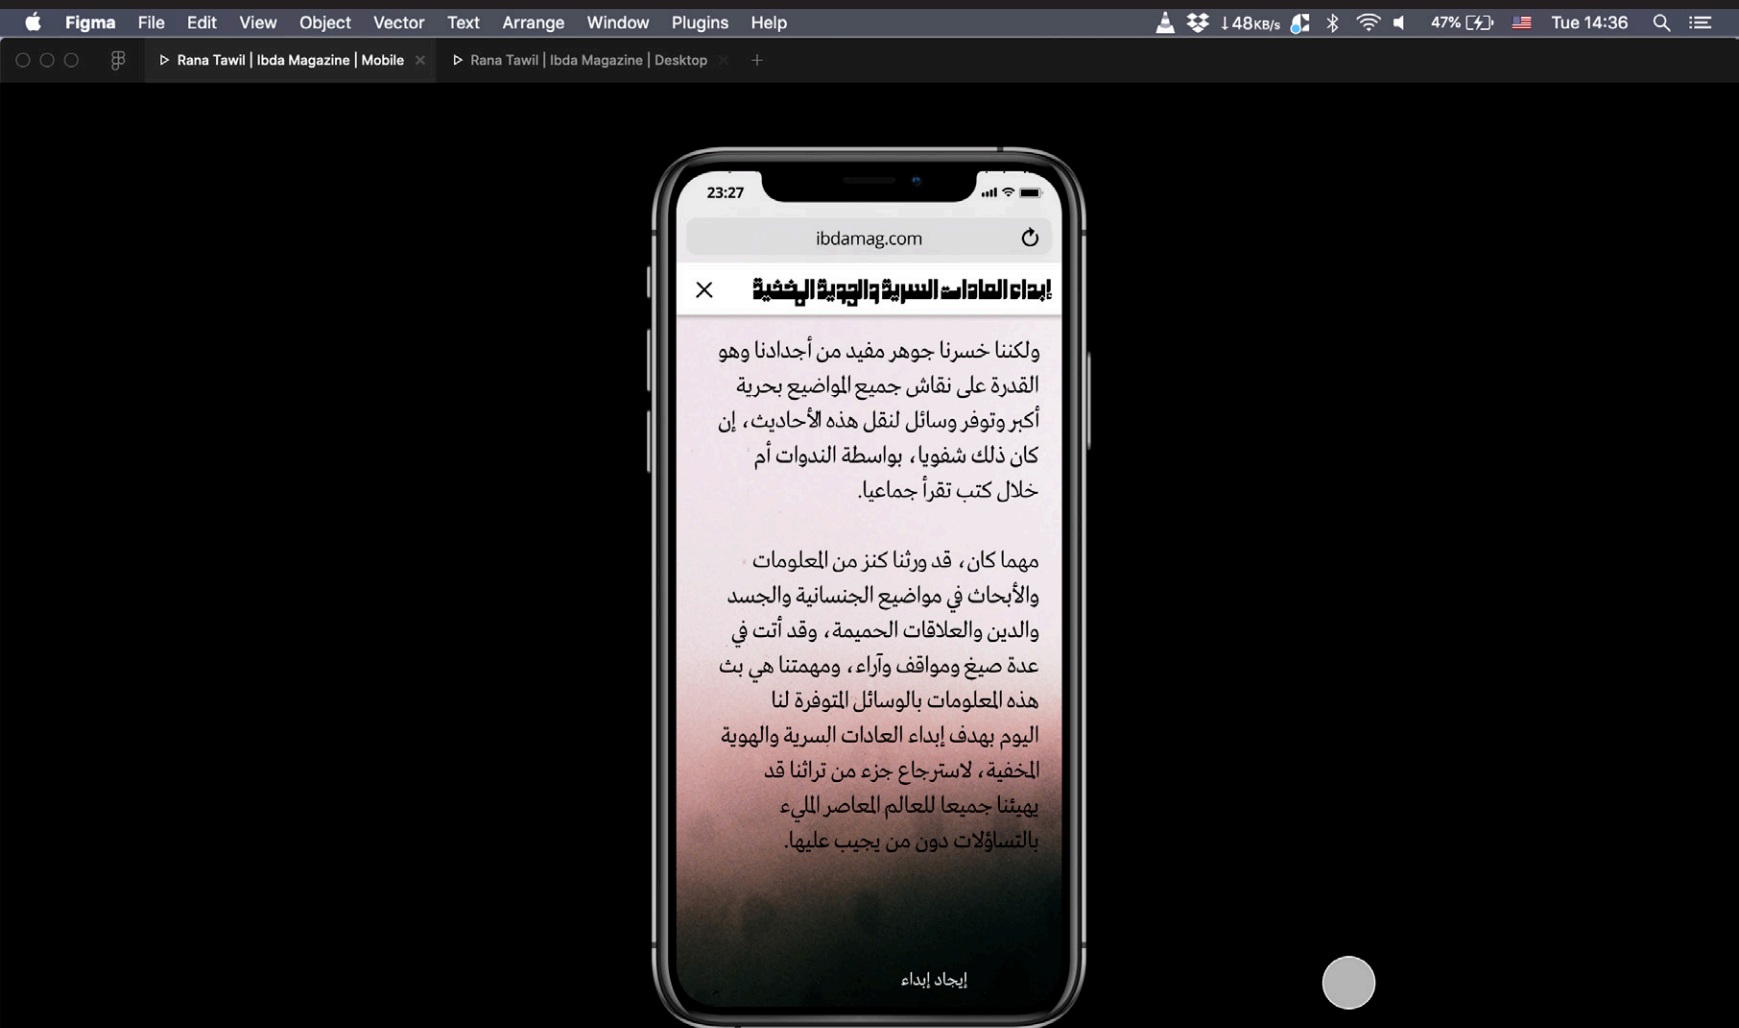 Figma File Edit View Object Vector Text Arrange Window Plugins Help
48KB/s 47% Tue 14:36
Rana Tawil | Ibda Magazine | Mobile
Rana Tawil | Ibda Magazine | Desktop
23:27
ibdamag.com
إبداء العادات السرية والهوية المخفية
ولكننا خسرنا جوهر مفيد من أجدادنا وهو
القدرة على نقاش جميع المواضيع بحرية
أكبر وتوفر وسائل لنقل هذه الأحاديث، إن
كان ذلك شفويا، بواسطة الندوات أم
خلال كتب تقرأ جماعيا.
مهما كان، قد ورثنا كنز من المعلومات
والأبحاث في مواضيع الجنسانية والجسد
والدين والعلاقات الحميمة، وقد أتت في
عدة صيغ ومواقف وآراء، ومهمتنا هي بث
هذه المعلومات بالوسائل المتوفرة لنا
اليوم بهدف إبداء العادات السرية والهوية
المخفية، لاسترجاع جزء من تراثنا قد
يهيئنا جميعا للعالم المعاصر المليء
بالتساؤلات دون من يجيب عليها.
إيجاد إبداء